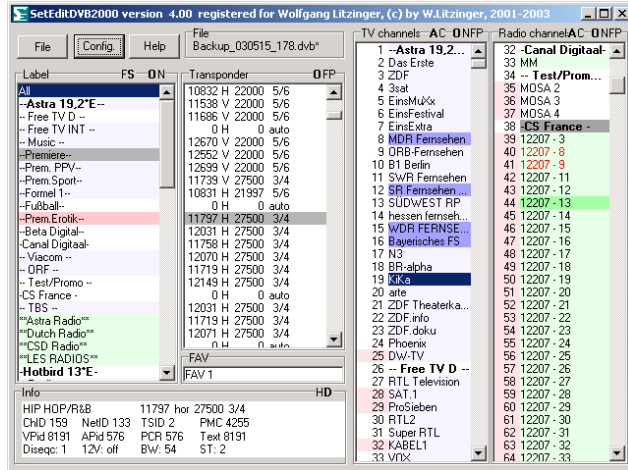 SetEditDVB2000 version 4.00 registered for Wolfgang Litzinger, (c) by W.Litzinger, 2001-2003
File
Config.
Help
File
Backup_030515_178.dvb*
Label FS ON
All
--Astra 19,2°E--
-- Free TV D --
-- Free TV INT --
-- Music --
--Premiere--
--Prem. PPV--
--Prem.Sport--
--Formel 1--
--Fußball--
--Prem.Erotik--
--Beta Digital--
-Canal Digitaal-
-- Viacom --
-- ORF --
-- Test/Promo --
-CS France -
-- TBS --
**Astra Radio**
**Dutch Radio**
**CSD Radio**
**LES RADIOS**
-Hotbird 13°E-
Transponder OFP
10832 H 22000 5/6
11538 V 22000 5/6
11686 V 22000 5/6
0 H 0 auto
12670 V 22000 5/6
12552 V 22000 5/6
12699 V 22000 5/6
11739 V 27500 3/4
10831 H 21997 5/6
0 H 0 auto
11797 H 27500 3/4
12031 H 27500 3/4
11758 H 27500 3/4
12070 H 27500 3/4
11719 H 27500 3/4
12149 H 27500 3/4
0 H 0 auto
12031 H 27500 3/4
11719 H 27500 3/4
12071 H 27500 3/4
0 H 0 auto
FAV
FAV 1
Info HD
HIP HOP/R&B 11797 hor 27500 3/4
ChID 159 NetID 133 TSID 2 PMC 4255
VPid 8191 APid 576 PCR 576 Text 8191
Diseqc: 1 12V: off BW: 54 ST: 2
TV channels AC ONFP
1 --Astra 19,2...
2 Das Erste
3 ZDF
4 3sat
5 EinsMuXx
6 EinsFestival
7 EinsExtra
8 MDR Fernsehen
9 ORB-Fernsehen
10 B1 Berlin
11 SWR Fernsehen
12 SR Fernsehen ...
13 SÜDWEST RP
14 hessen fernseh...
15 WDR FERNSE...
16 Bayerisches FS
17 N3
18 BR-alpha
19 KiKa
20 arte
21 ZDF Theaterka...
22 ZDF.info
23 ZDF.doku
24 Phoenix
25 DW-TV
26 -- Free TV D --
27 RTL Television
28 SAT.1
29 ProSieben
30 RTL2
31 Super RTL
32 KABEL1
33 VOX
Radio channels AC ONFP
32 -Canal Digitaal-
33 MM
34 -- Test/Prom...
35 MOSA 2
36 MOSA 3
37 MOSA 4
38 -CS France -
39 12207 - 3
40 12207 - 8
41 12207 - 9
42 12207 - 11
43 12207 - 12
44 12207 - 13
45 12207 - 14
46 12207 - 15
47 12207 - 16
48 12207 - 17
49 12207 - 18
50 12207 - 19
51 12207 - 20
52 12207 - 21
53 12207 - 22
54 12207 - 23
55 12207 - 24
56 12207 - 25
57 12207 - 26
58 12207 - 27
59 12207 - 28
60 12207 - 29
61 12207 - 30
62 12207 - 31
63 12207 - 32
64 12207 - 33